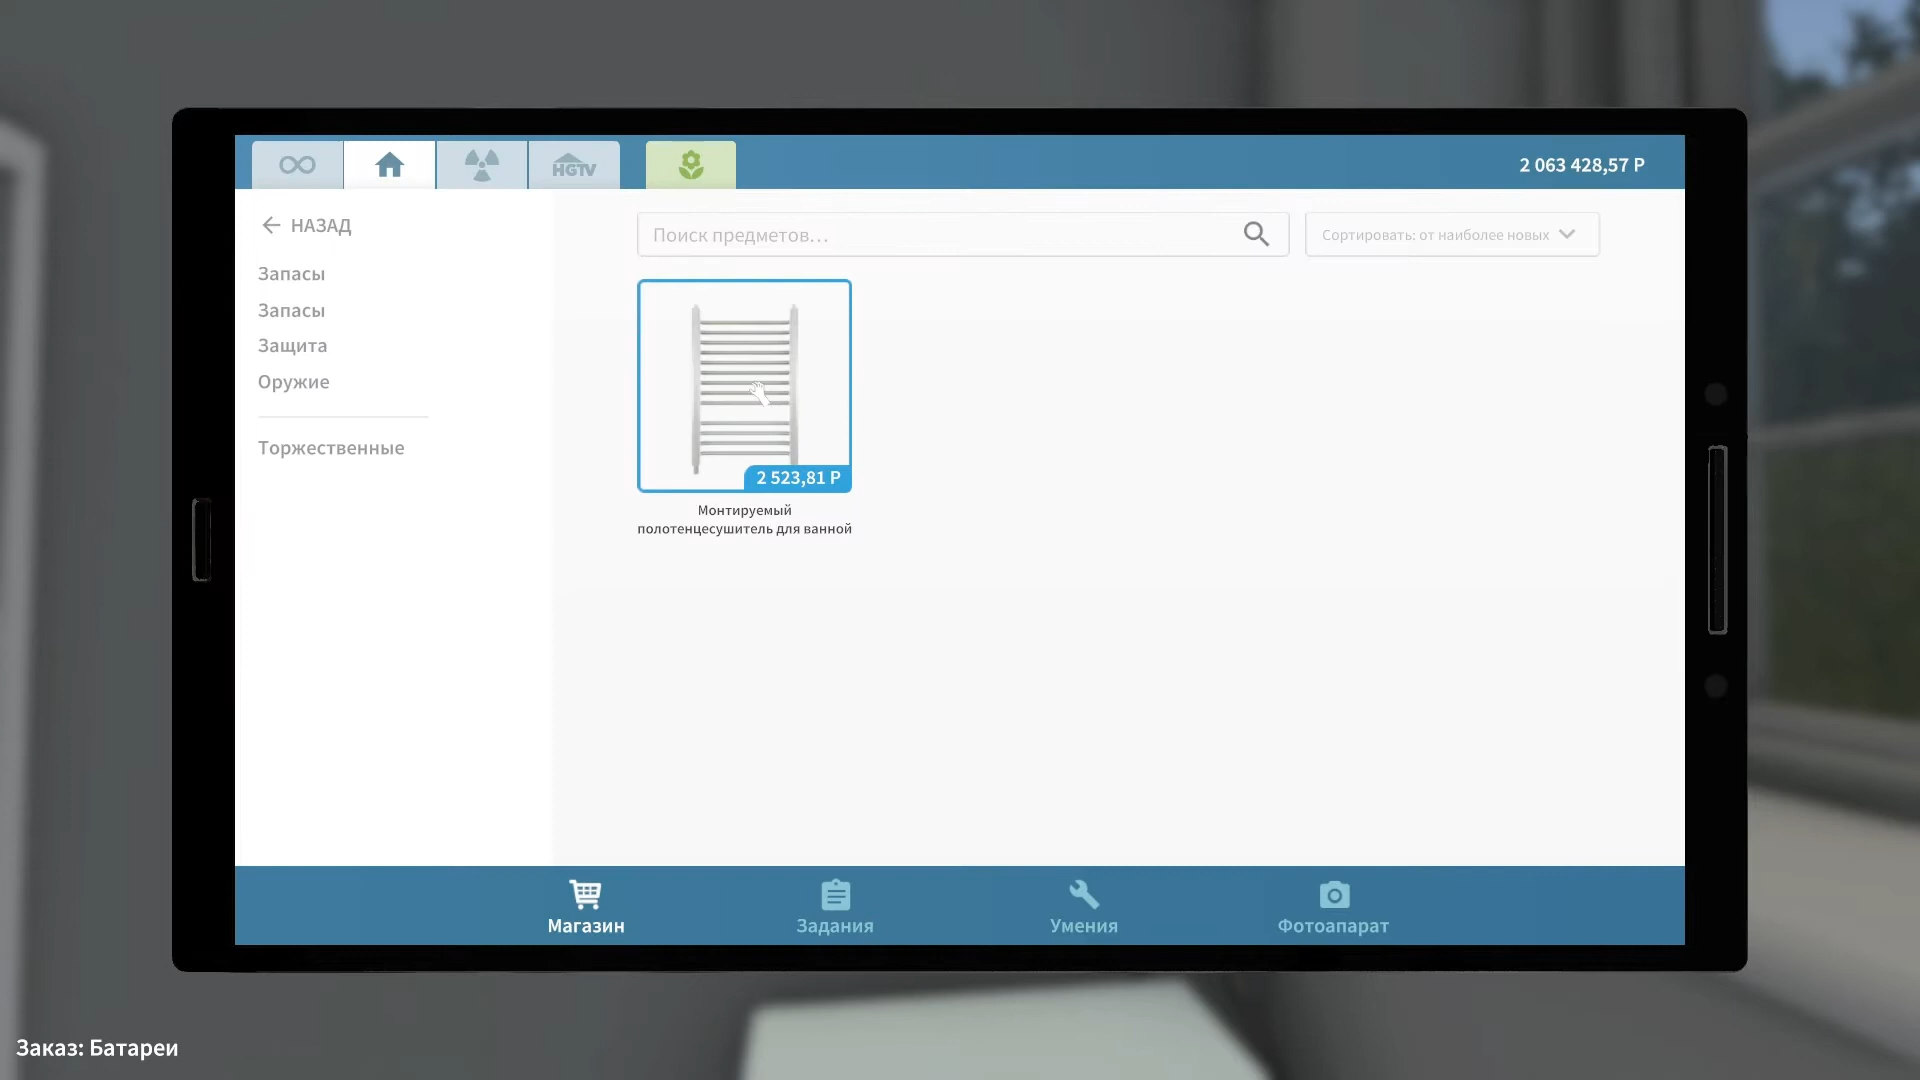 HGTV
2 063 428,57 Р
НАЗАД
Поиск предметов...
Сортировать: от наиболее новых
Запасы
Запасы
Защита
Оружие
Торжественные
2 523,81 Р
Монтируемый
полотенцесушитель для ванной
Магазин
Задания
Умения
Фотоапарат
Заказ: Батареи